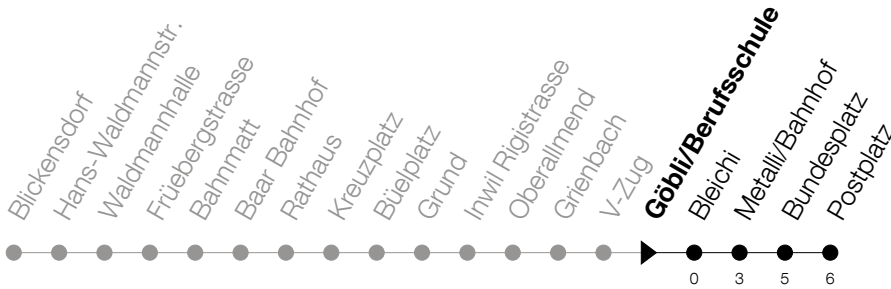 Blickensdorf
Hans-Waldmannstr.
Waldmannhalle
Früebergstrasse
Bahnmatt
Baar Bahnhof
Rathaus
Kreuzplatz
Büelplatz
Grund
Inwil Rigistrasse
Oberallmend
Grienbach
V-Zug
Göbli/Berufsschule
Bleichi
Metalli/Bahnhof
Bundesplatz
Postplatz
0 3 5 6